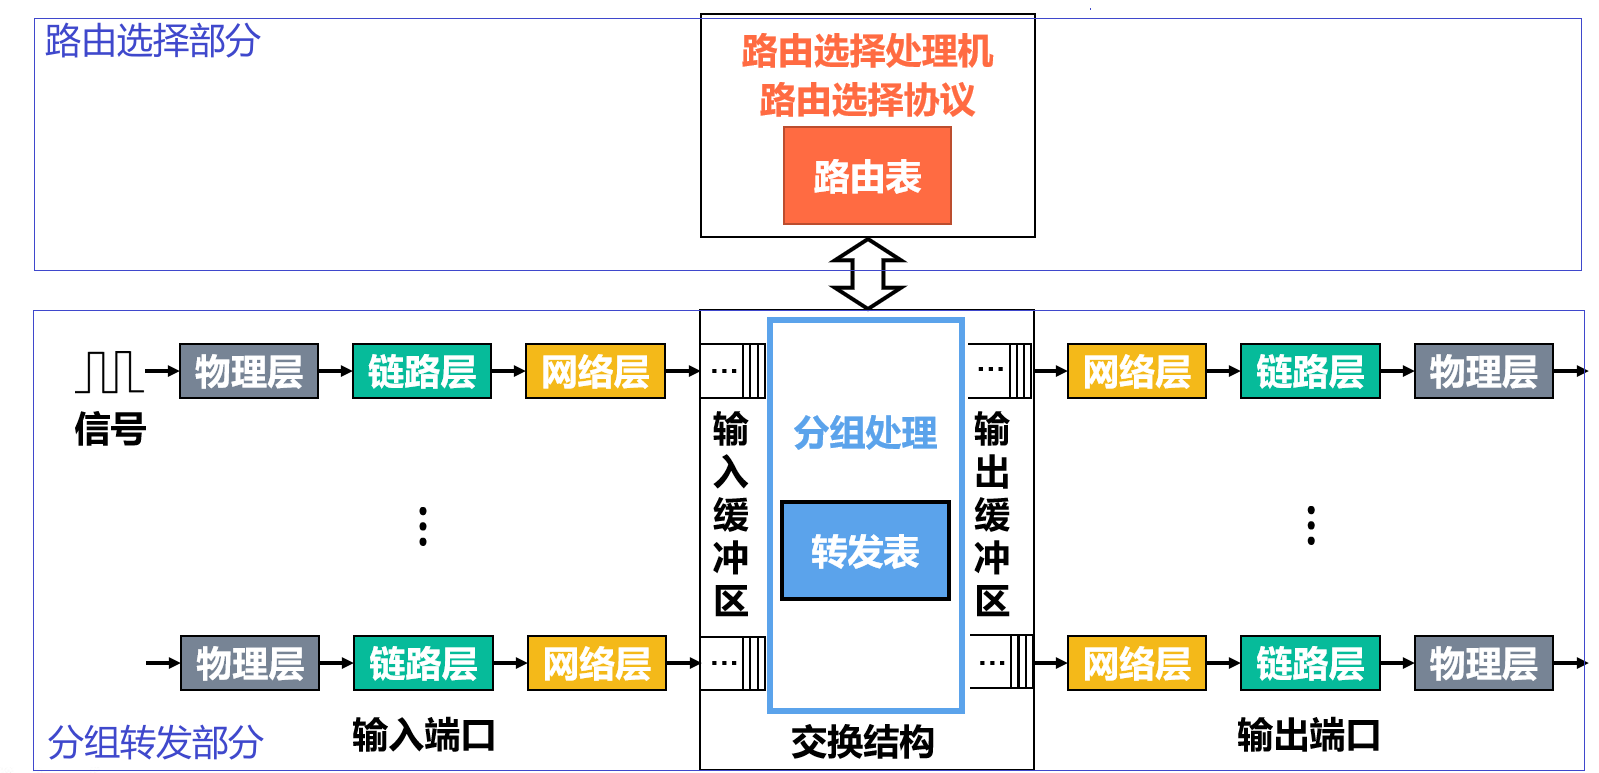 路由选择部分
路由选择处理机
路由选择协议
路由表
物理层
链路层
网络层
...
...
网络层
链路层
物理层
信号
输入缓冲区
分组处理
转发表
输出缓冲区
物理层
链路层
网络层
...
...
网络层
链路层
物理层
分组转发部分
输入端口
交换结构
输出端口